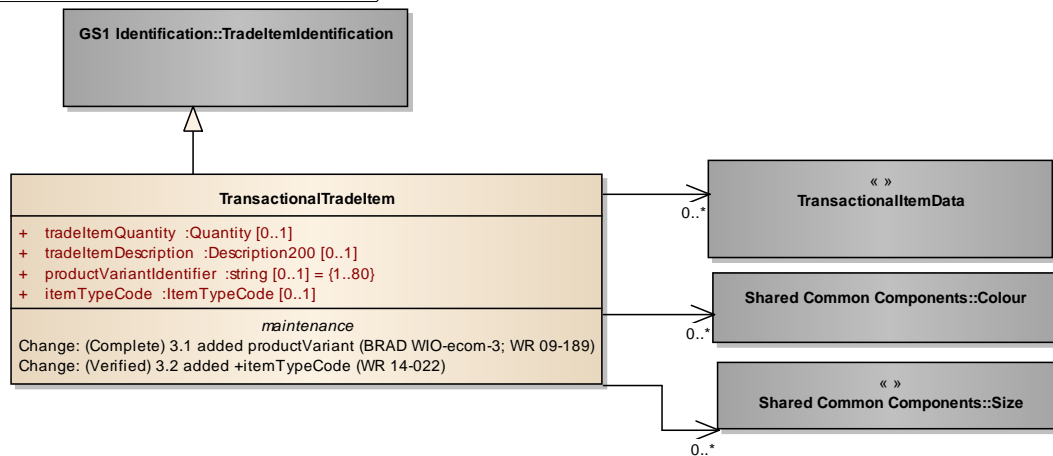 GS1 Identification::TradeItemIdentification
TransactionalTradeItem
+ tradeItemQuantity :Quantity [0..1]
+ tradeItemDescription :Description200 [0..1]
+ productVariantIdentifier :string [0..1] = {1..80}
+ itemTypeCode :ItemTypeCode [0..1]
maintenance
Change: (Complete) 3.1 added productVariant (BRAD WIO-ecom-3; WR 09-189)
Change: (Verified) 3.2 added +itemTypeCode (WR 14-022)
« »
TransactionalItemData
0..*
Shared Common Components::Colour
0..*
« »
Shared Common Components::Size
0..*